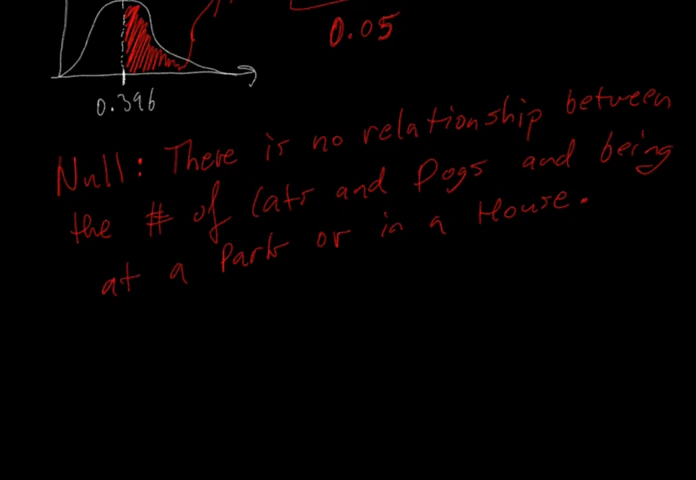 0.05
0.396
Null: There is no relationship between
the # of Cats and Dogs and being
at a Park or in a House.